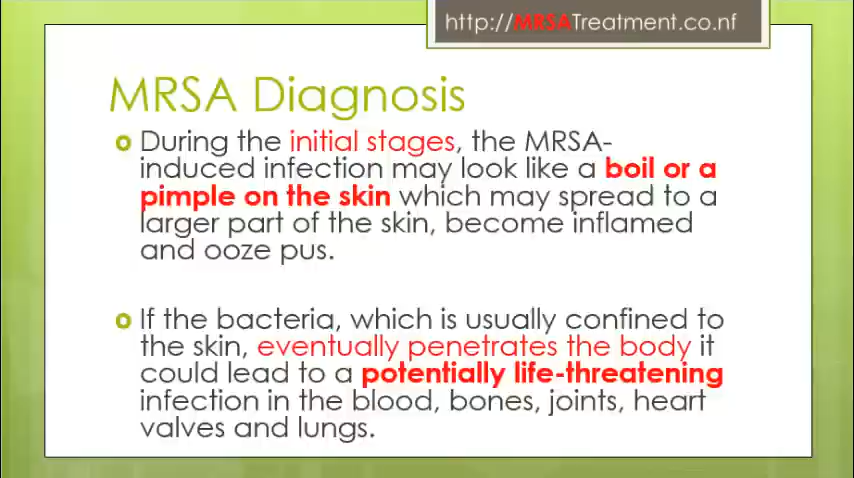 http://MRSATreatment.co.nf
MRSA Diagnosis
During the initial stages, the MRSA-
induced infection may look like a boil or a
pimple on the skin which may spread to a
larger part of the skin, become inflamed
and ooze pus.
If the bacteria, which is usually confined to
the skin, eventually penetrates the body it
could lead to a potentially life-threatening
infection in the blood, bones, joints, heart
valves and lungs.